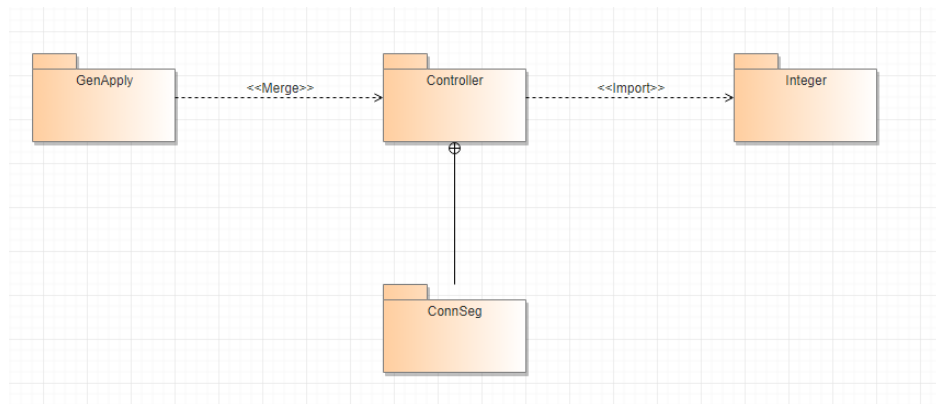 GenApply
<<Merge>>
Controller
<<Import>>
Integer
ConnSeg